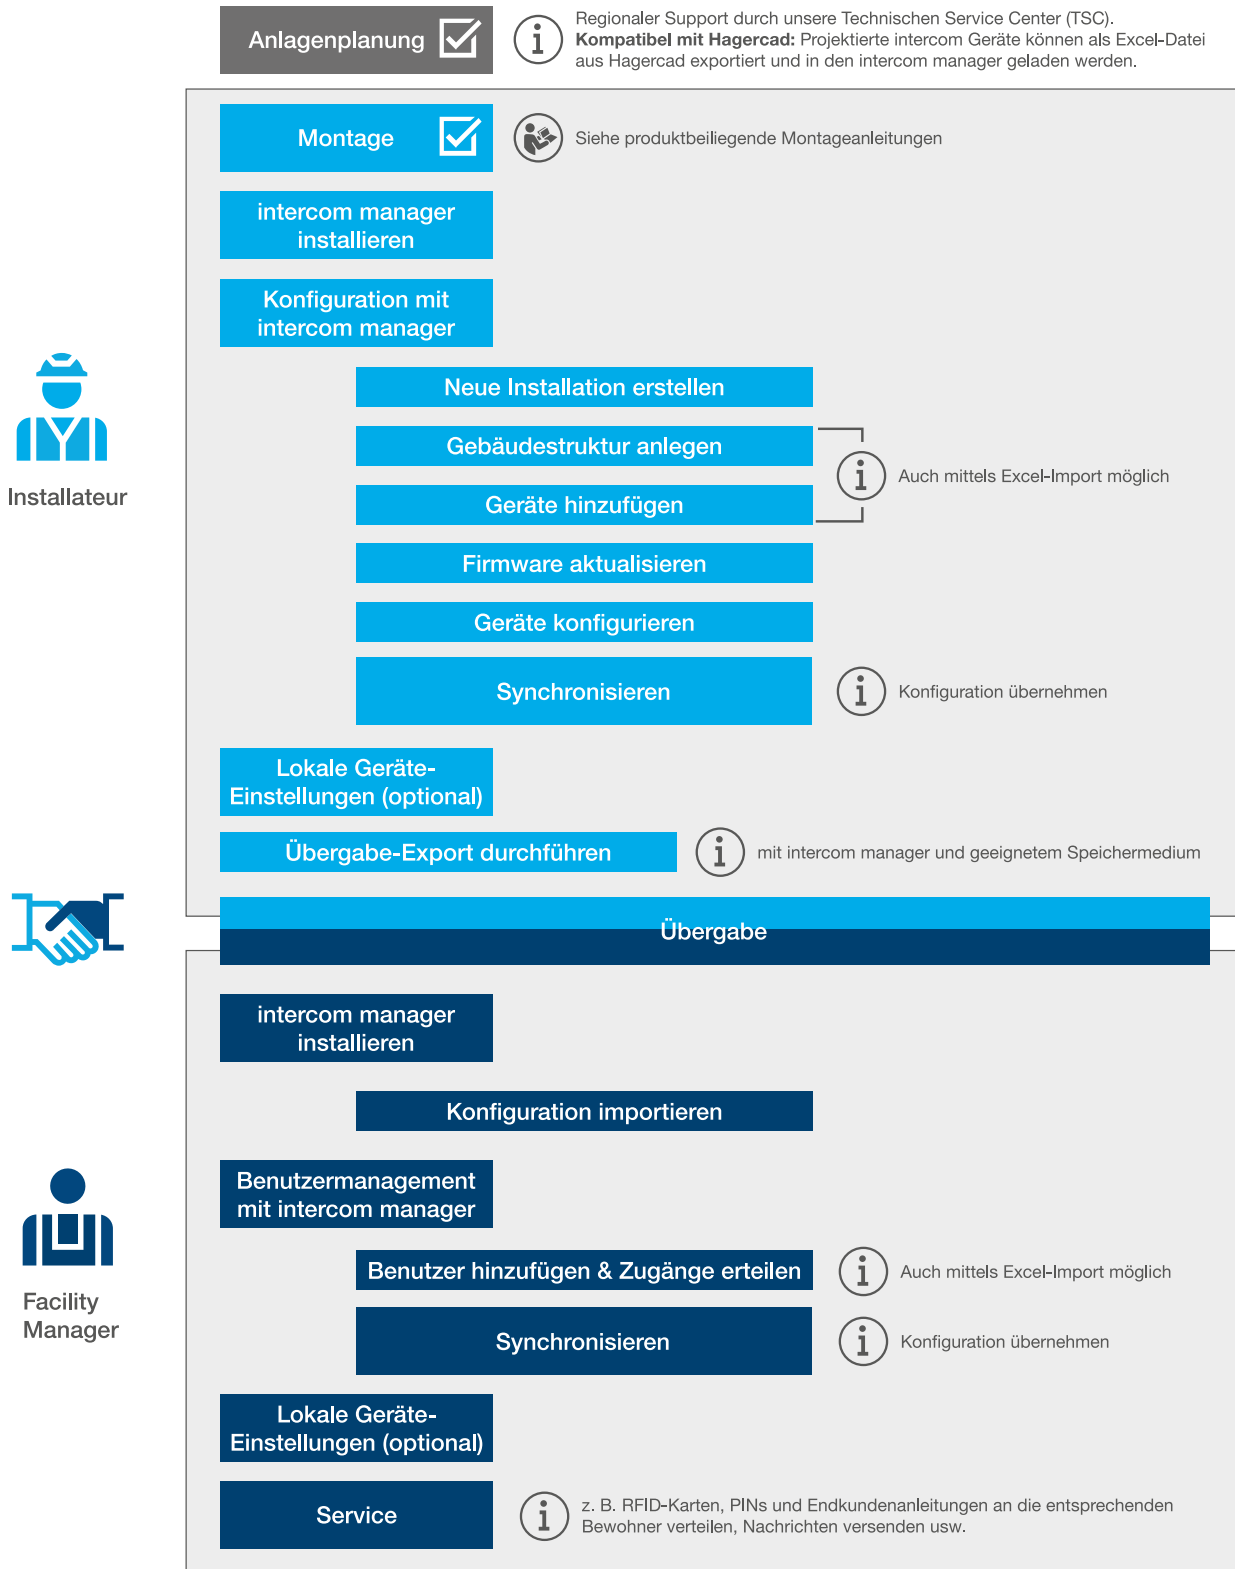 Anlagenplanung
Regionaler Support durch unsere Technischen Service Center (TSC).
Kompatibel mit Hagercad: Projektierte intercom Geräte können als Excel-Datei
aus Hagercad exportiert und in den intercom manager geladen werden.
Montage
Siehe produktbeiliegende Montageanleitungen
intercom manager
installieren
Konfiguration mit
intercom manager
Neue Installation erstellen
Gebäudestruktur anlegen
Auch mittels Excel-Import möglich
Geräte hinzufügen
Installateur
Firmware aktualisieren
Geräte konfigurieren
Synchronisieren
Konfiguration übernehmen
Lokale Geräte-
Einstellungen (optional)
Übergabe-Export durchführen
mit intercom manager und geeignetem Speichermedium
Übergabe
intercom manager
installieren
Konfiguration importieren
Benutzermanagement
mit intercom manager
Benutzer hinzufügen & Zugänge erteilen
Auch mittels Excel-Import möglich
Facility
Manager
Synchronisieren
Konfiguration übernehmen
Lokale Geräte-
Einstellungen (optional)
Service
z. B. RFID-Karten, PINs und Endkundenanleitungen an die entsprechenden
Bewohner verteilen, Nachrichten versenden usw.